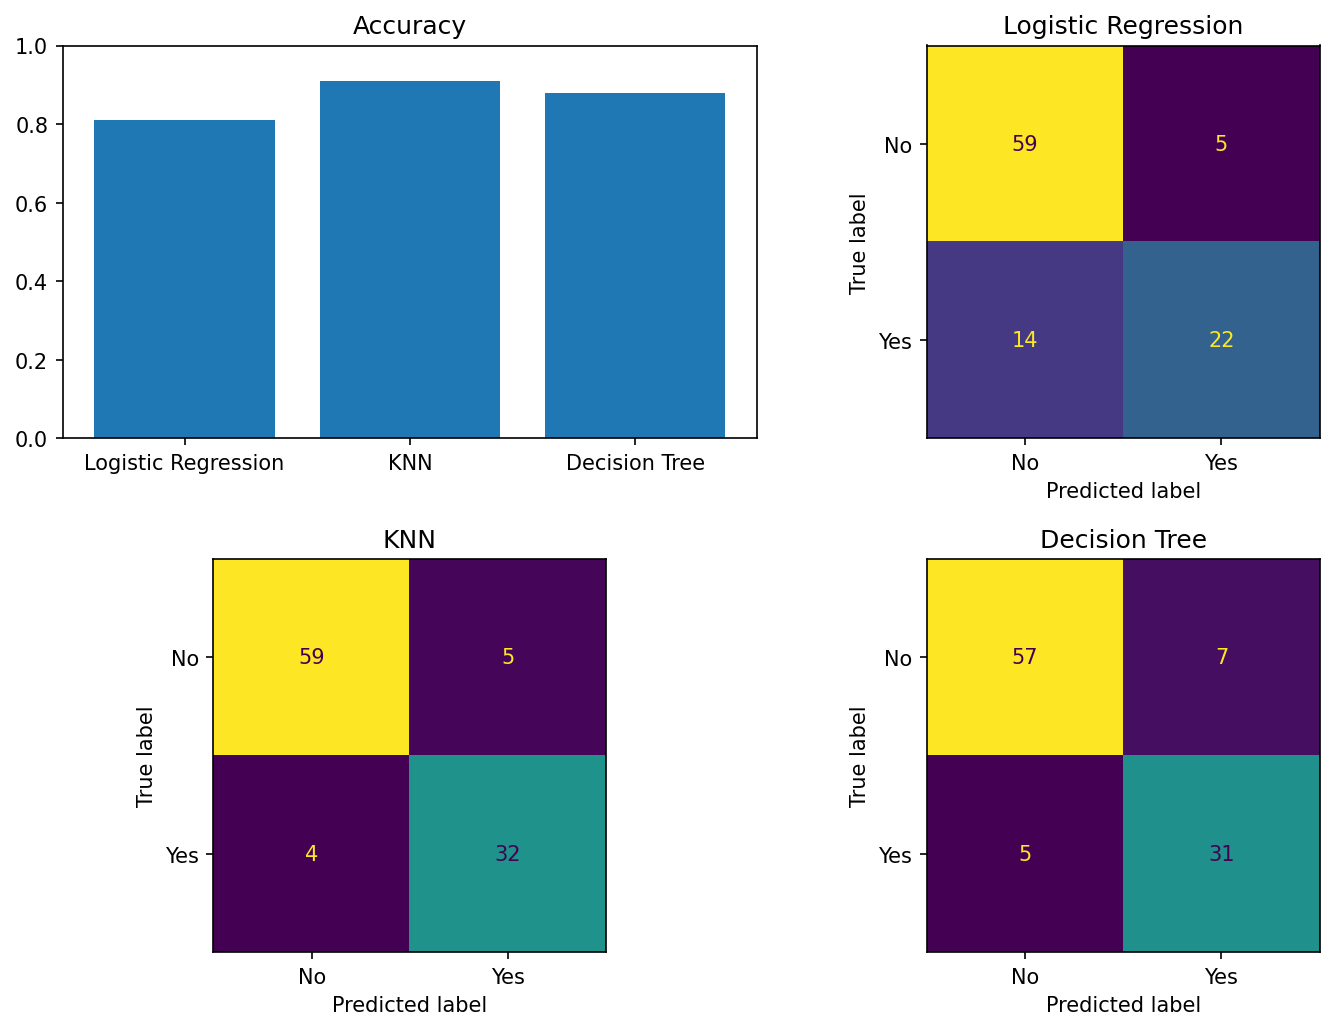 Accuracy
1.0
0.8
0.6
0.4
0.2
0.0
Logistic Regression KNN Decision Tree
Logistic Regression
True label
No 59 5
Yes 14 22
No Yes
Predicted label
KNN
True label
No 59 5
Yes 4 32
No Yes
Predicted label
Decision Tree
True label
No 57 7
Yes 5 31
No Yes
Predicted label